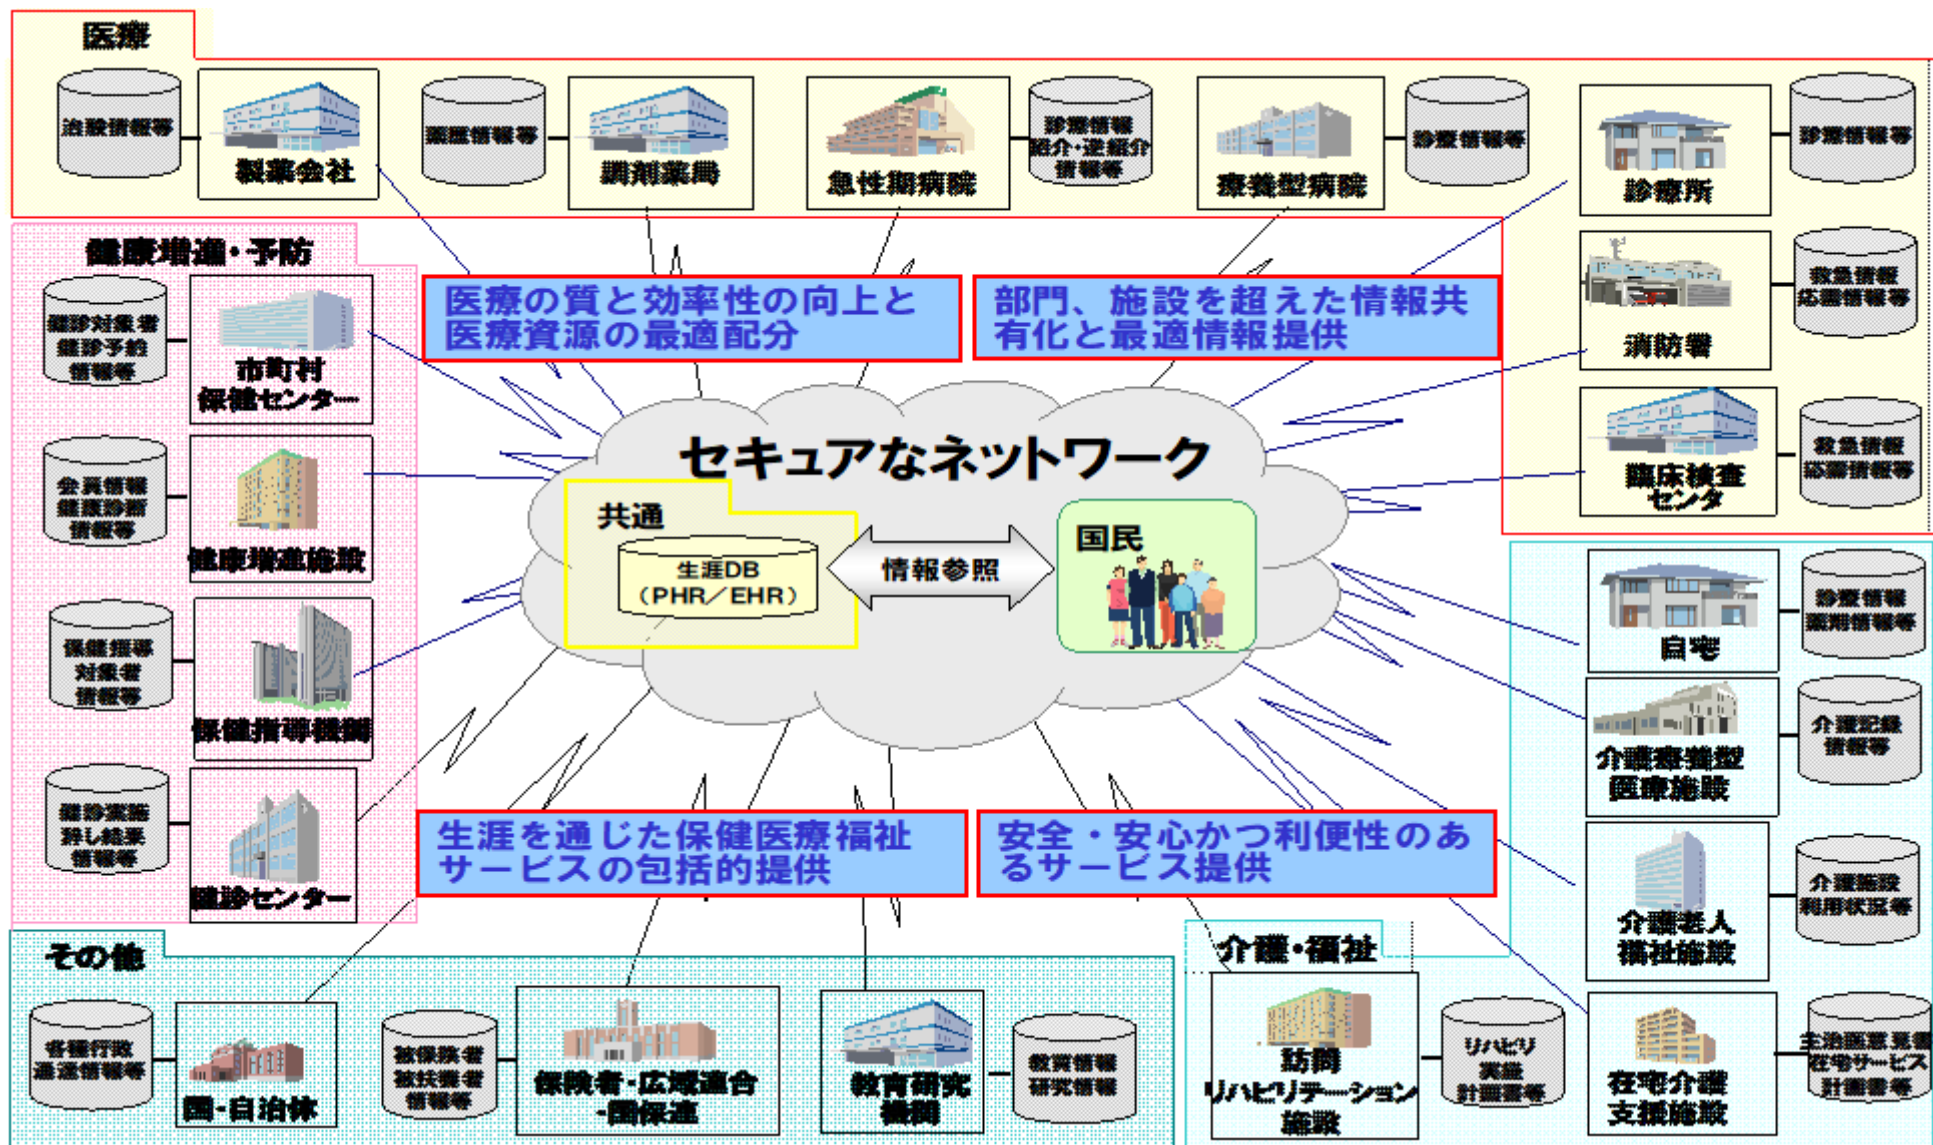 医療
治験情報等
製薬会社
薬歴情報等
調剤薬局
急性期病院
診療情報
紹介・逆紹介
情報等
療養型病院
診療情報等
診療所
診療情報等
消防署
救急情報
応需情報等
臨床検査
センタ
救急情報
応需情報等
健康増進・予防
健診対象者
健診予約
情報等
市町村
保健センター
会員情報
健康診断
情報等
健康増進施設
保健指導
対象者
情報等
保健指導機関
健診実施
情報等
健診センター
医療の質と効率性の向上と
医療資源の最適配分
部門、施設を超えた情報共
有化と最適情報提供
セキュアなネットワーク
共通
生涯DB
（PHR／EHR）
情報参照
国民
生涯を通じた保健医療福祉
サービスの包括的提供
安全・安心かつ利便性のあ
るサービス提供
自宅
診療情報
薬剤情報等
介護療養型
医療施設
介護記録
情報等
介護老人
福祉施設
介護施設
利用状況等
介護・福祉
訪問
リハビリテーション
施設
リハビリ
実施
計画書等
在宅介護
支援施設
主治医意見書
在宅サービス
計画書等
その他
各種行政
通達情報等
国・自治体
被保険者
被扶養者
情報等
保険者・広域連合
・国保連
教育研究
機関
教育情報
研究情報